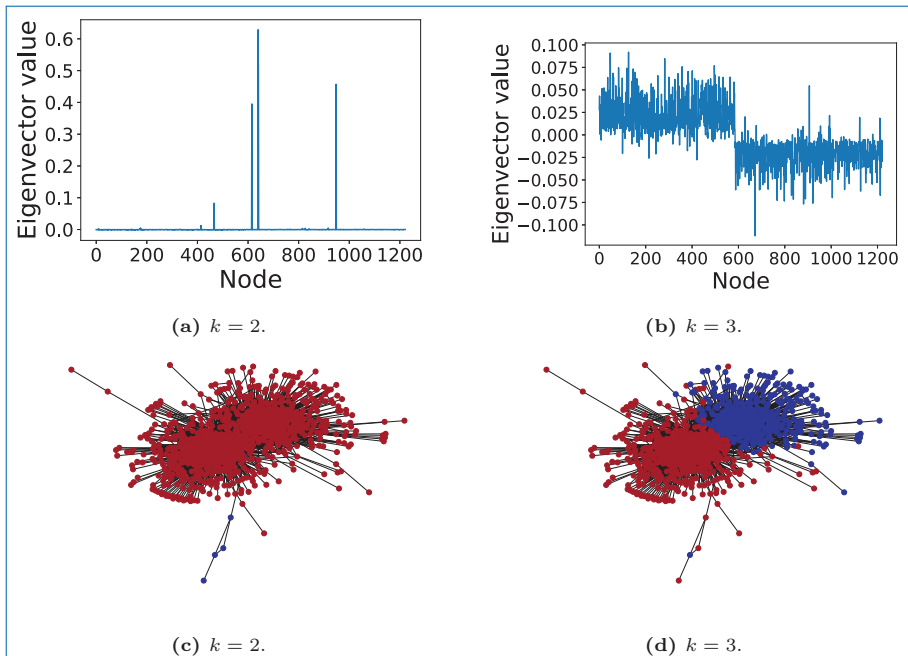 0.6
0.5
0.4
0.3
0.2
0.1
0.0
Eigenvector value
0 200 400 600 800 1000 1200
Node
(a) k = 2.
0.100
0.075
0.050
0.025
0.000
−0.025
−0.050
−0.075
−0.100
Eigenvector value
0 200 400 600 800 1000 1200
Node
(b) k = 3.
(c) k = 2.
(d) k = 3.